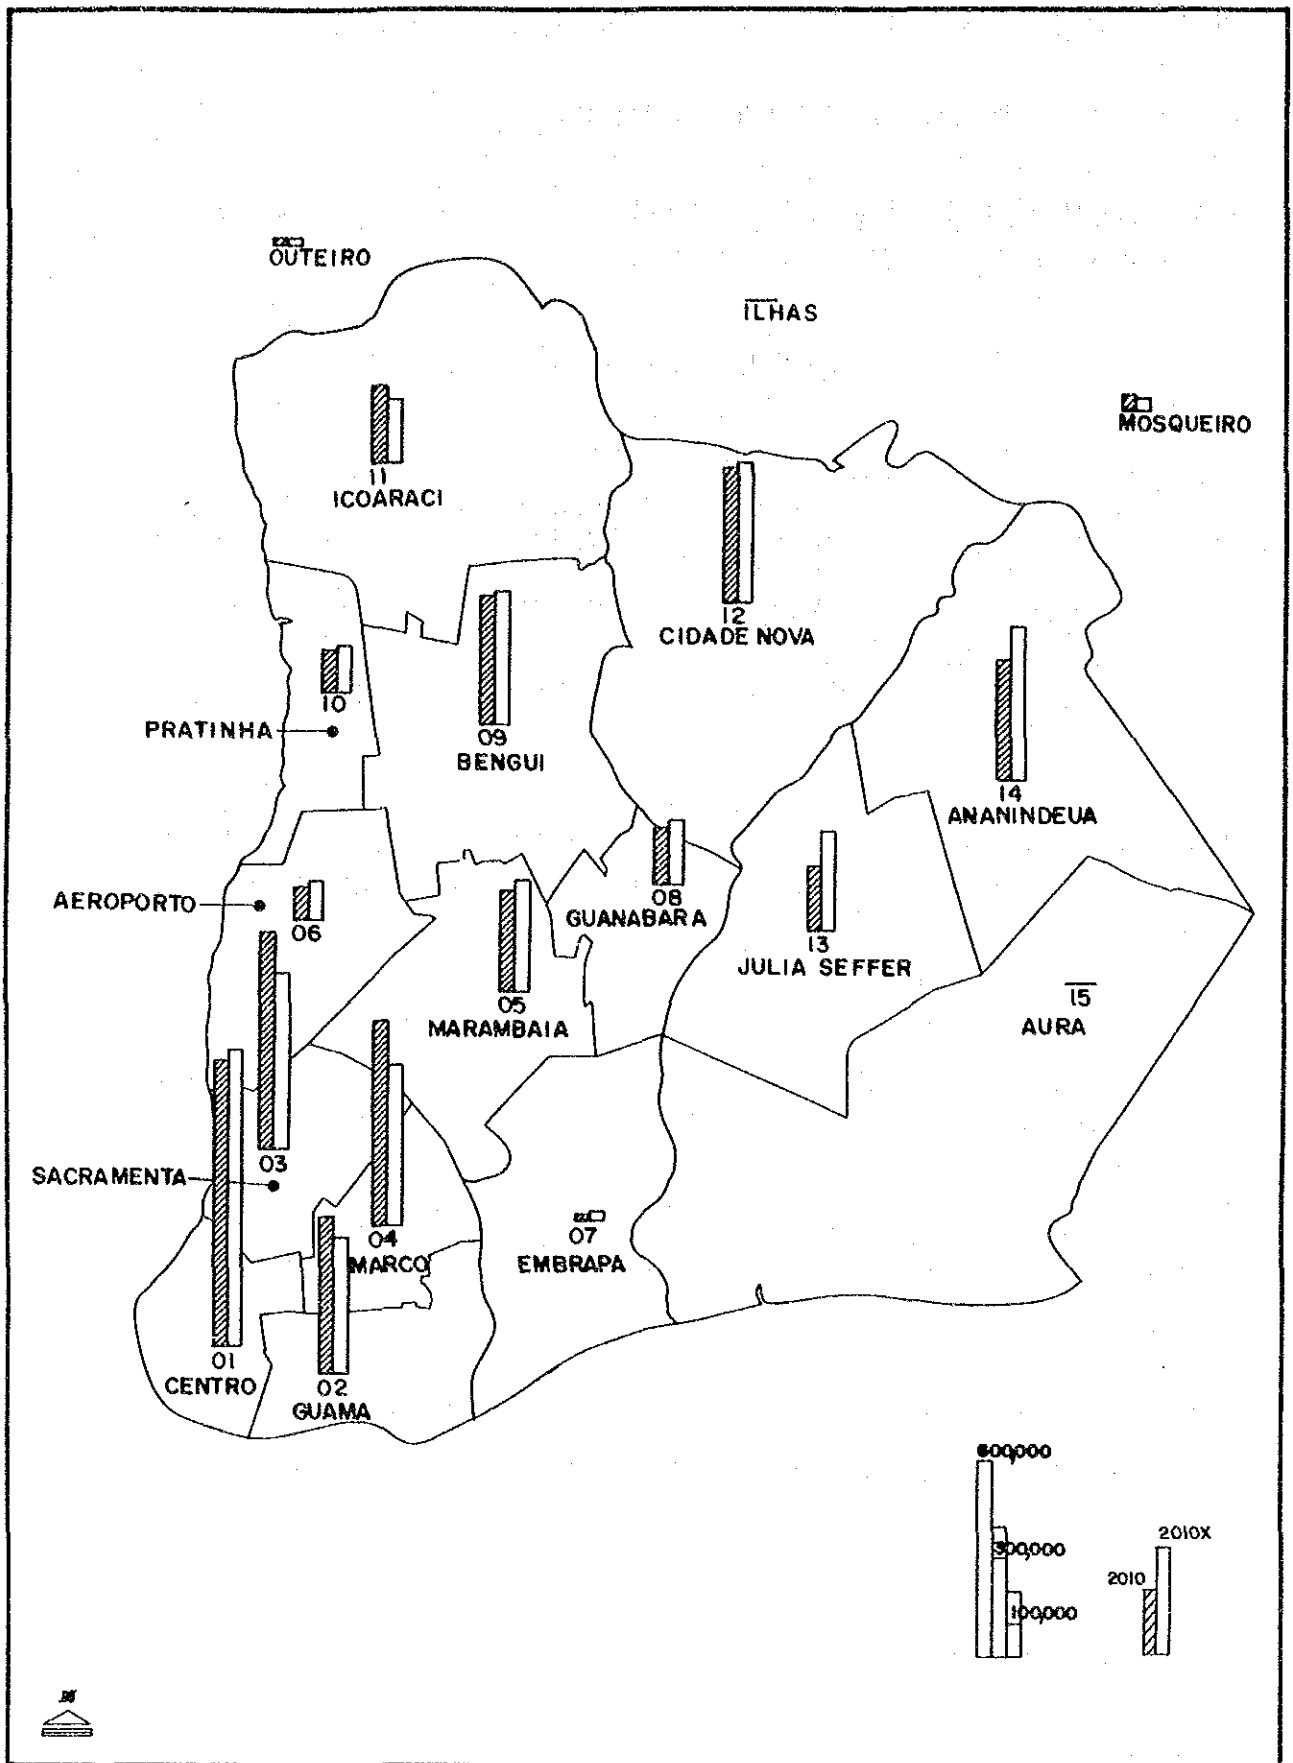 OUTEIRO
ILHAS
MOSQUEIRO
11
ICOARACI
12
CIDADE NOVA
10
PRATINHA
09
BENGUI
14
ANANINDEUA
08
GUANABARA
AEROPORTO
06
13
JULIA SEFFER
05
MARAMBAIA
15
AURA
03
SACRAMENTA
04
MARCO
07
EMBRAPA
01
CENTRO
02
GUAMA
300,000
100,000
2010X
2010